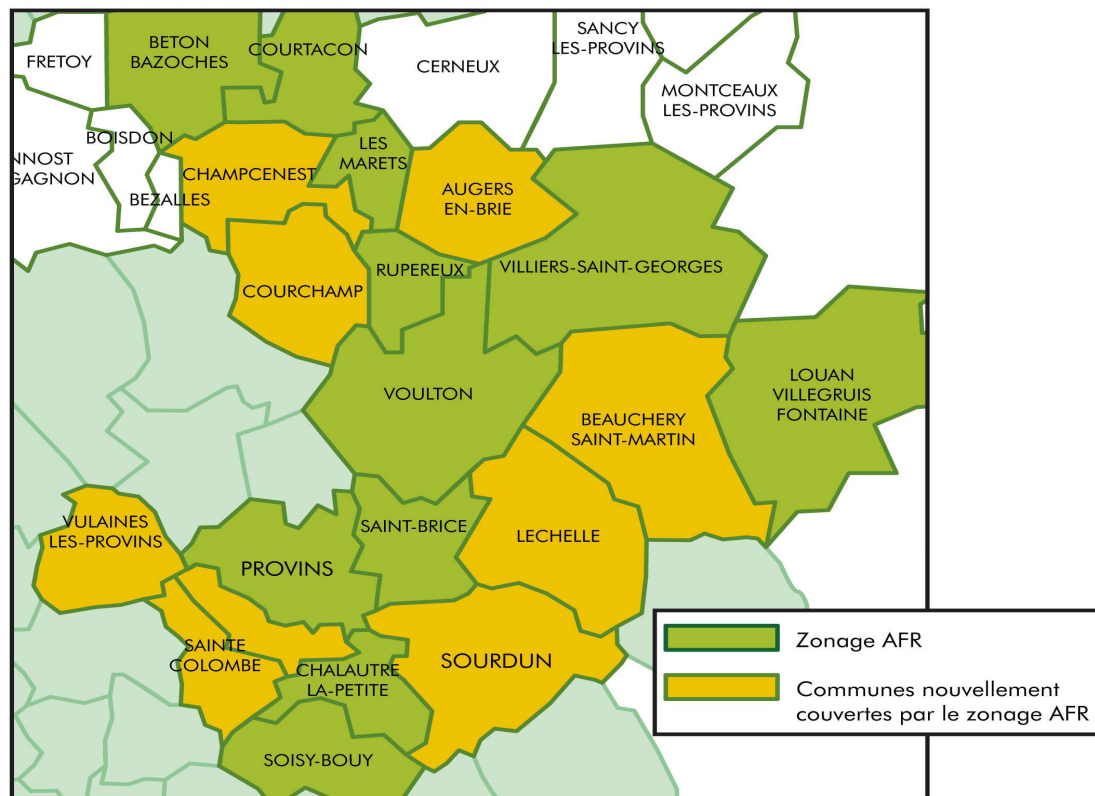 FRETOY
BETON
BAZOCHES
COURTACON
CERNEUX
SANCY
LES-PROVINS
MONTCEAUX
LES-PROVINS
BOISDON
NNOST
GAGNON
BEZALLES
CHAMPCENEST
LES
MARETS
AUGERS
EN-BRIE
COURCHAMP
RUPEREUX
VILLIERS-SAINT-GEORGES
VOULTON
LOUAN
VILLEGRUIS
FONTAINE
BEAUCHERY
SAINT-MARTIN
VULAINES
LES-PROVINS
PROVINS
SAINT-BRICE
LECHELLE
SAINTE
COLOMBE
CHALAUTRE
LA-PETITE
SOURDUN
SOISY-BOUY
Zonage AFR
Communes nouvellement
couvertes par le zonage AFR